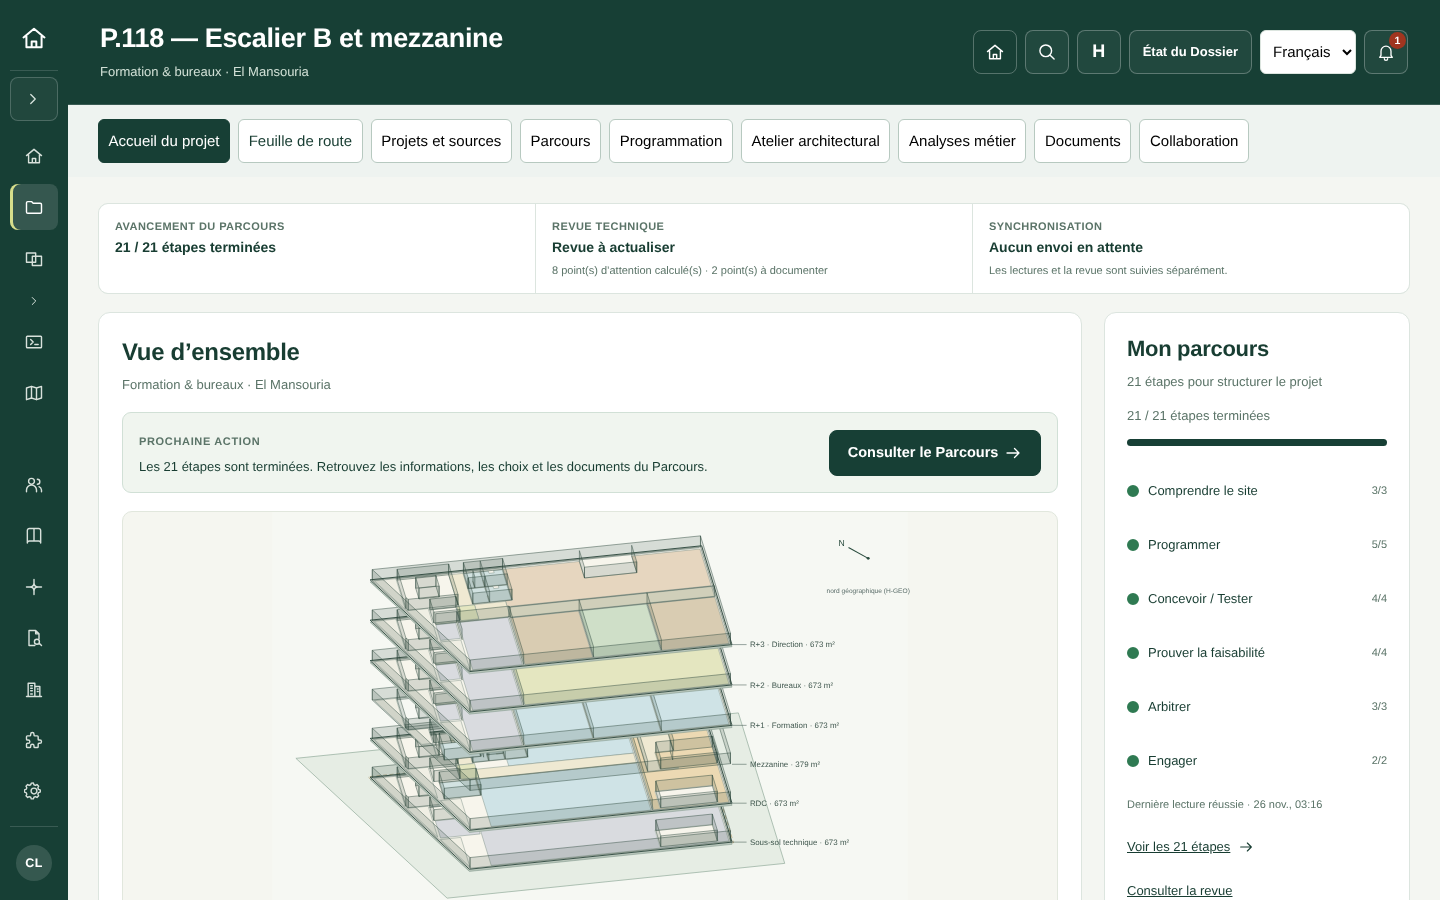 P.118 — Escalier B et mezzanine
Formation & bureaux · El Mansouria
H
État du Dossier
Français
1
Accueil du projet
Feuille de route
Projets et sources
Parcours
Programmation
Atelier architectural
Analyses métier
Documents
Collaboration
AVANCEMENT DU PARCOURS
21 / 21 étapes terminées
REVUE TECHNIQUE
Revue à actualiser
8 point(s) d’attention calculé(s) · 2 point(s) à documenter
SYNCHRONISATION
Aucun envoi en attente
Les lectures et la revue sont suivies séparément.
Vue d’ensemble
Formation & bureaux · El Mansouria
PROCHAINE ACTION
Les 21 étapes sont terminées. Retrouvez les informations, les choix et les documents du Parcours.
Consulter le Parcours
N
nord géographique (H-GEO)
R+3 · Direction · 673 m²
R+2 · Bureaux · 673 m²
R+1 · Formation · 673 m²
Mezzanine · 379 m²
RDC · 673 m²
Sous-sol technique · 673 m²
Mon parcours
21 étapes pour structurer le projet
21 / 21 étapes terminées
Comprendre le site 3/3
Programmer 5/5
Concevoir / Tester 4/4
Prouver la faisabilité 4/4
Arbitrer 3/3
Engager 2/2
Dernière lecture réussie · 26 nov., 03:16
Voir les 21 étapes
Consulter la revue
CL